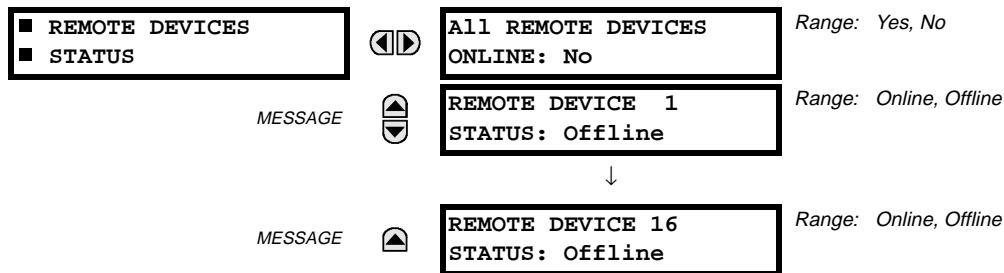 ■ REMOTE DEVICES
■ STATUS
All REMOTE DEVICES
ONLINE: No
Range: Yes, No
MESSAGE
REMOTE DEVICE 1
STATUS: Offline
Range: Online, Offline
↓
MESSAGE
REMOTE DEVICE 16
STATUS: Offline
Range: Online, Offline